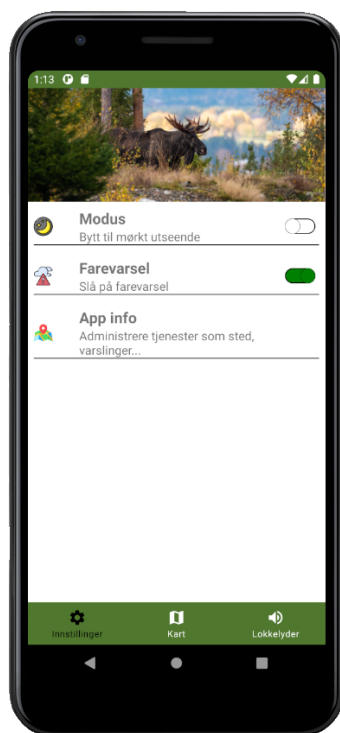 1:13
Modus
Bytt til mørkt utseende
Farevarsel
Slå på farevarsel
App info
Administrere tjenester som sted,
varslinger...
Innstillinger
Kart
Lokkelyder